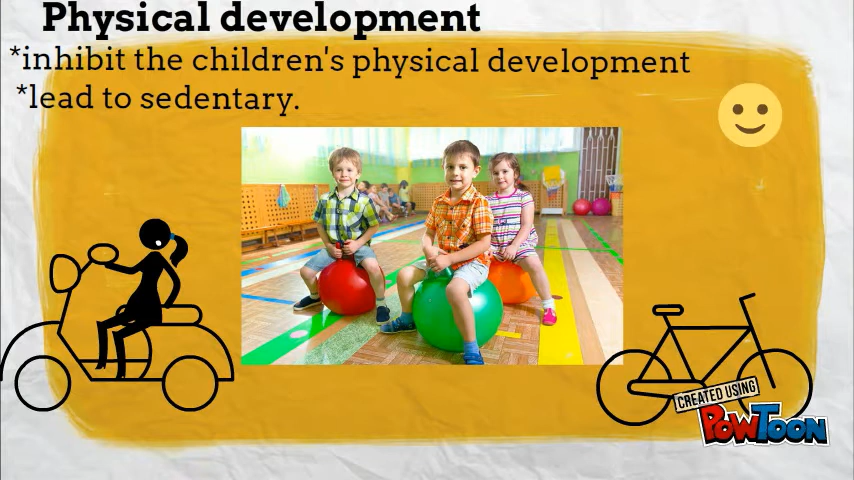 Physical development
*inhibit the children's physical development
*lead to sedentary.
CREATED USING
POWTOON